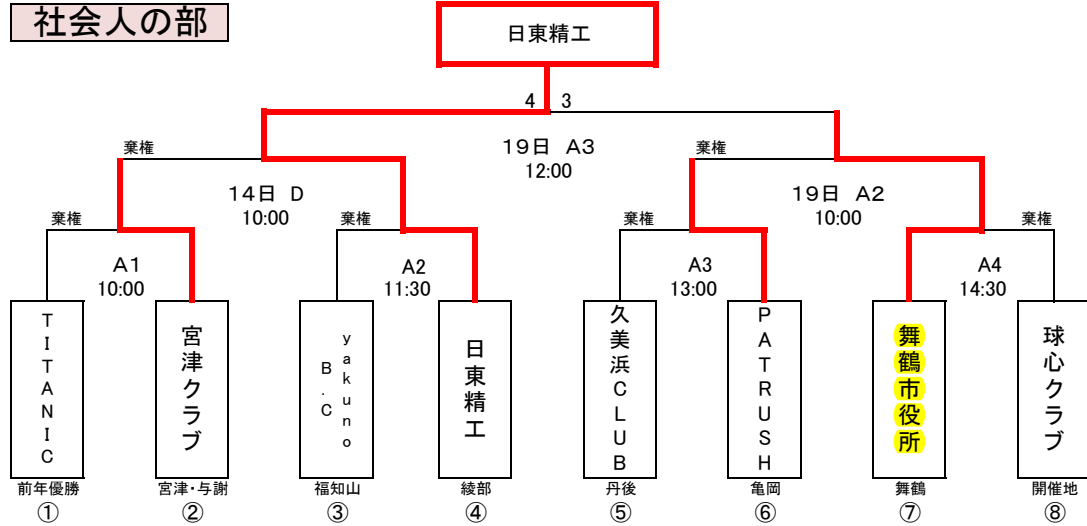 社会人の部
日東精工
4 3
19日 A3
12:00
棄権
棄権
14日 D
10:00
19日 A2
10:00
棄権
棄権
棄権
棄権
A1
10:00
A2
11:30
A3
13:00
A4
14:30
TITANIC
宮津クラブ
yakuno
B.C
日東精工
久美浜CLUB
PATRUSH
舞鶴市役所
球心クラブ
前年優勝
宮津・与謝
福知山
綾部
丹後
亀岡
舞鶴
開催地
①
②
③
④
⑤
⑥
⑦
⑧